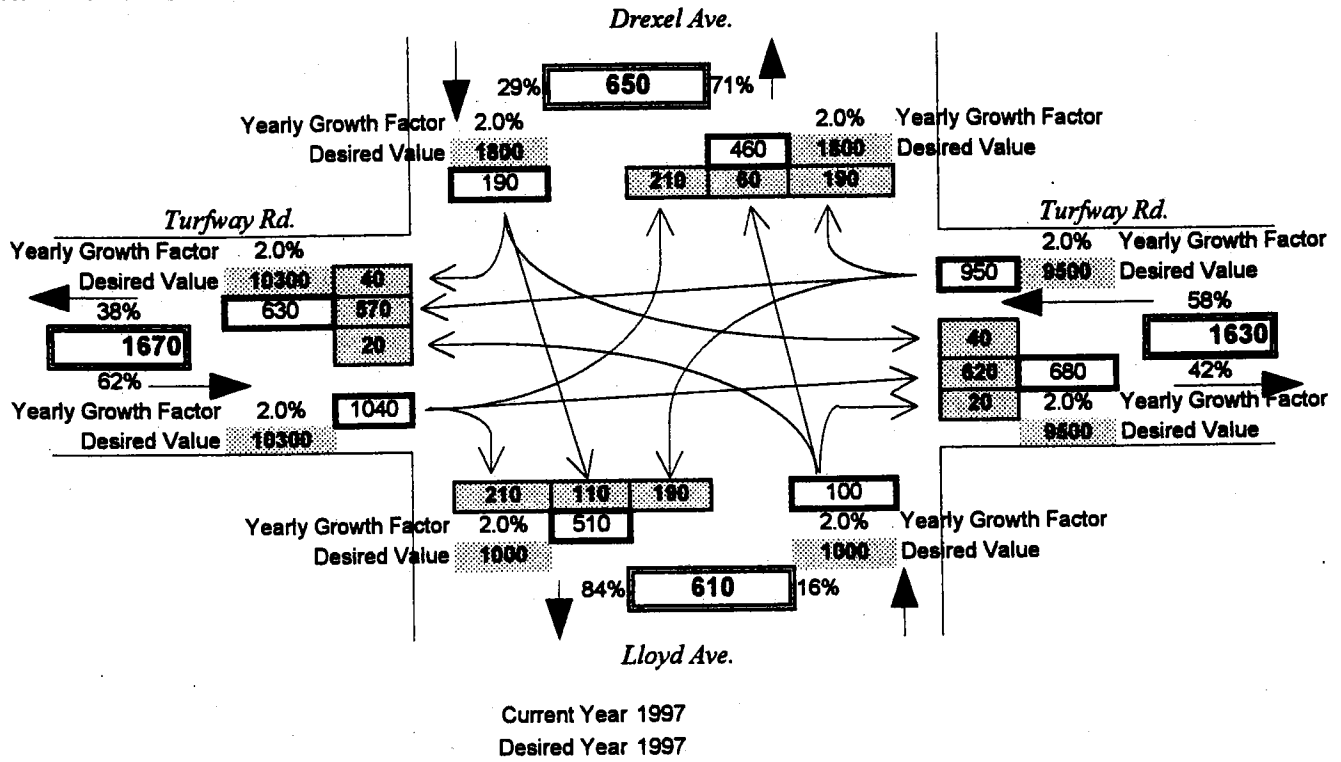 Drexel Ave.
29% 650 71%
Yearly Growth Factor 2.0% 2.0% Yearly Growth Factor
Desired Value 1800 460 1800 Desired Value
190 210 60 190
Turfway Rd. Turfway Rd.
Yearly Growth Factor 2.0% 2.0% Yearly Growth Factor
Desired Value 10300 40 950 9500 Desired Value
38% 630 570 58%
1670 20 40 1630
62% 620 680 42%
Yearly Growth Factor 2.0% 1040 20 2.0% Yearly Growth Factor
Desired Value 10300 9500 Desired Value
210 110 190 100
Yearly Growth Factor 2.0% 510 2.0% Yearly Growth Factor
Desired Value 1000 1000 Desired Value
84% 610 16%
Lloyd Ave.
Current Year 1997
Desired Year 1997